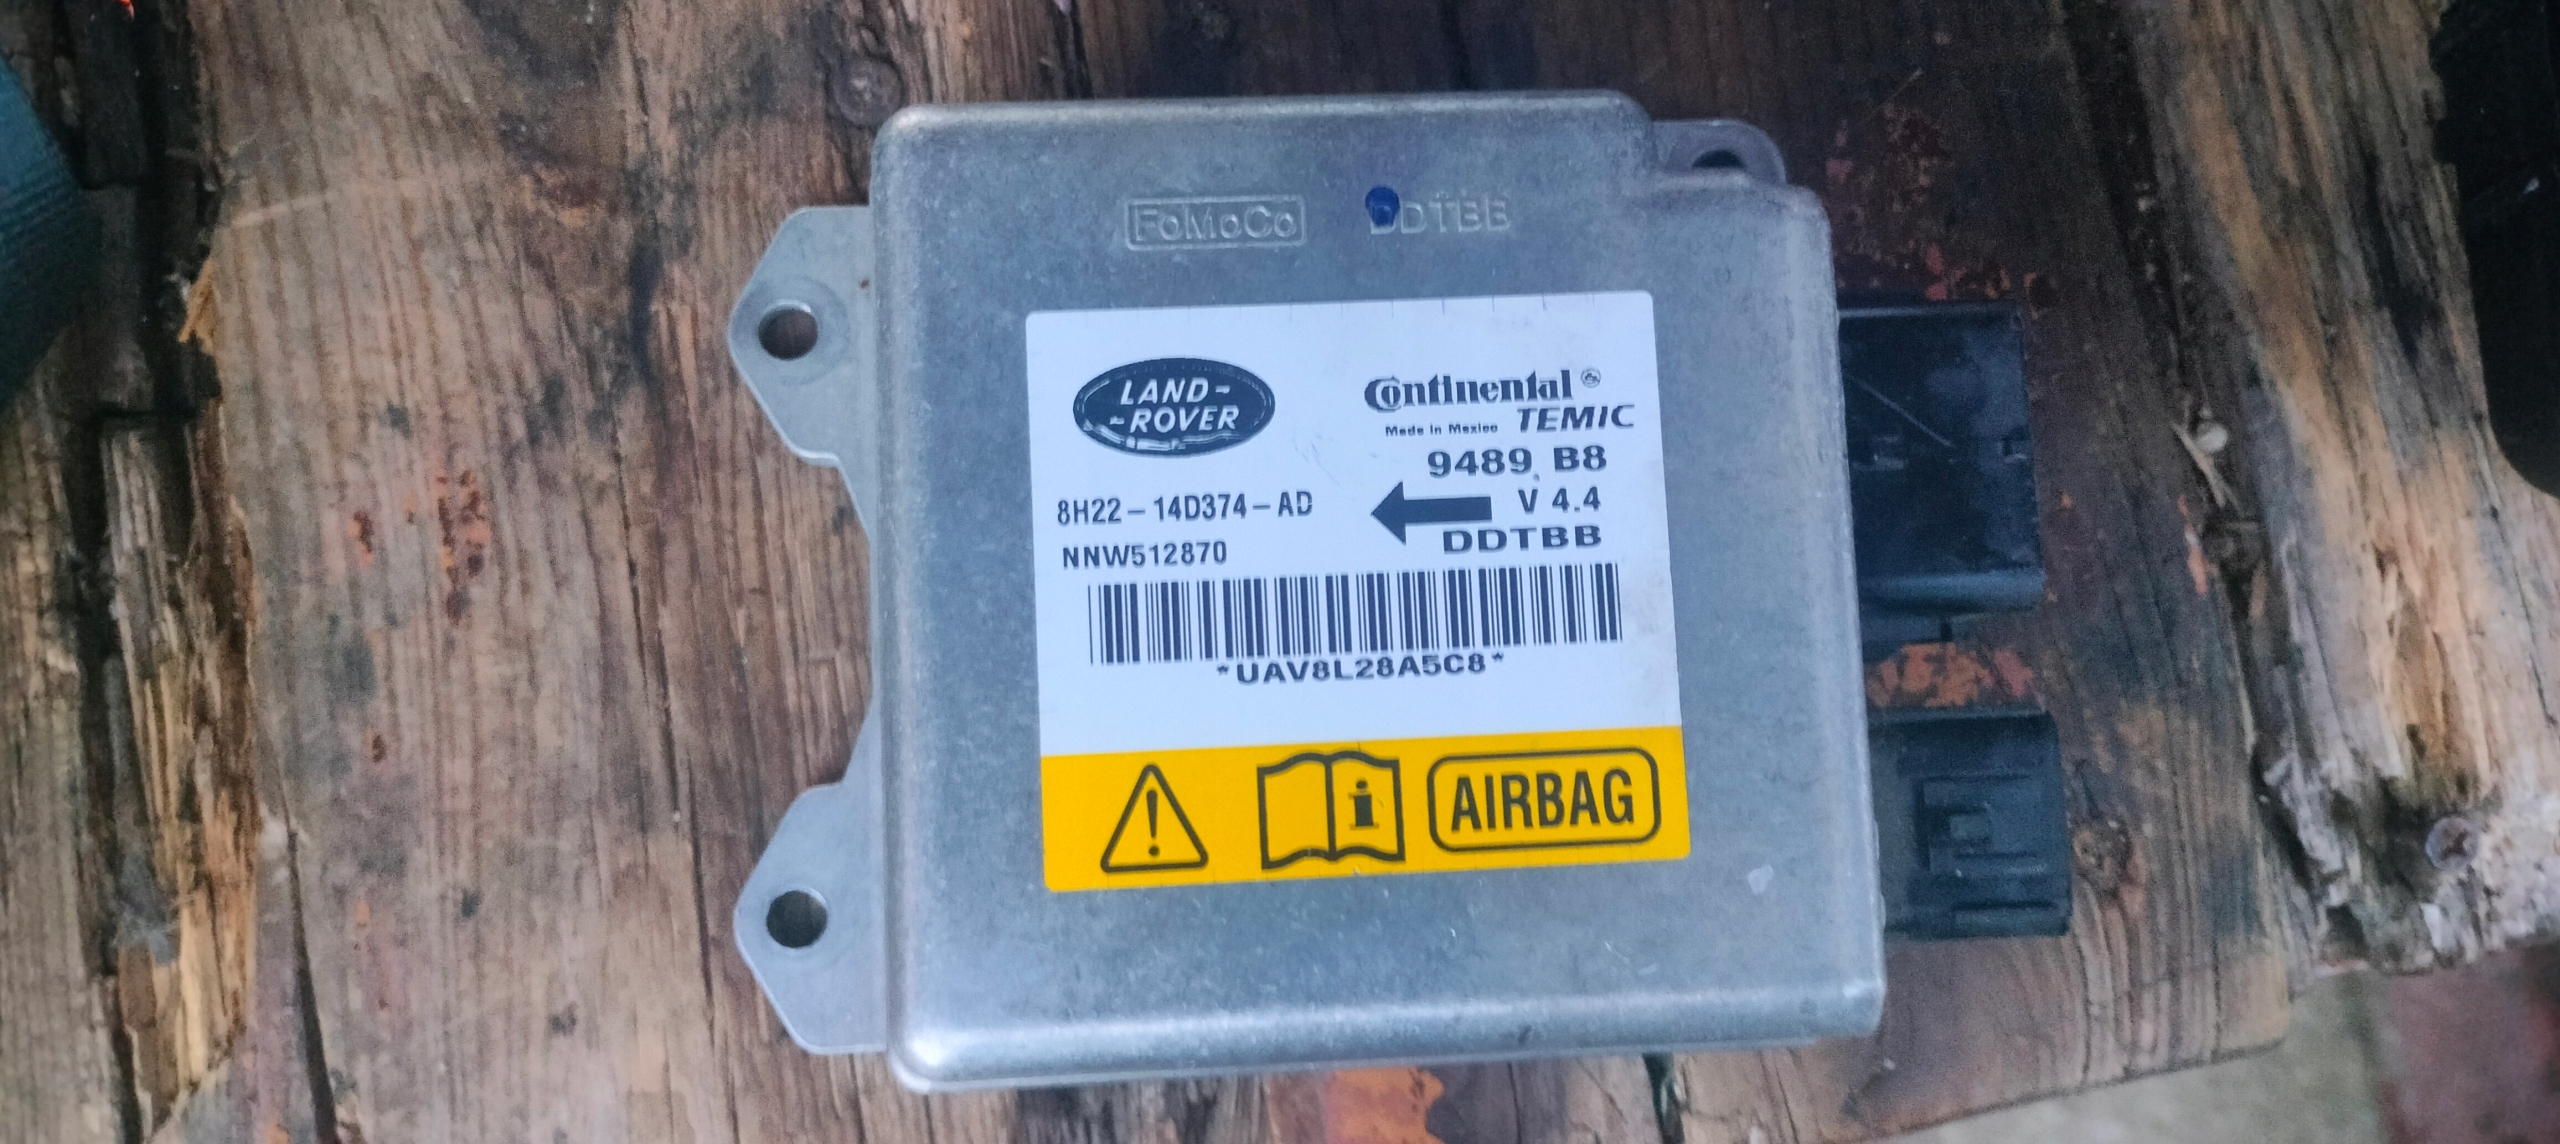 FoMoCo DDTBB
LAND-
-ROVER
Continental®
Made in Mexico TEMIC
9489 B8
8H22-14D374-AD
V 4.4
NNW512870
DDTBB
*UAV8L28A5C8*
i
AIRBAG